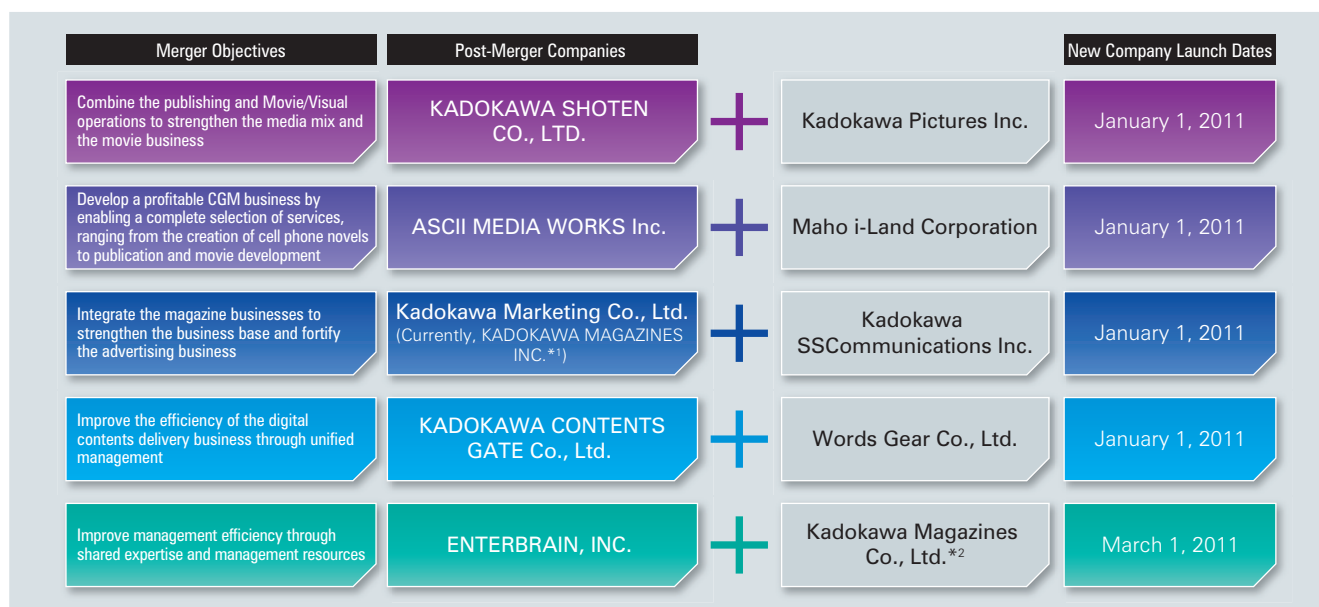 Merger Objectives
Post-Merger Companies
New Company Launch Dates
Combine the publishing and Movie/Visual
operations to strengthen the media mix and
the movie business
KADOKAWA SHOTEN
CO., LTD.
Kadokawa Pictures Inc.
January 1, 2011
Develop a profitable CGM business by
enabling a complete selection of services,
ranging from the creation of cell phone novels
to publication and movie development
ASCII MEDIA WORKS Inc.
Maho i-Land Corporation
January 1, 2011
Integrate the magazine businesses to
strengthen the business base and fortify
the advertising business
Kadokawa Marketing Co., Ltd.
(Currently, KADOKAWA MAGAZINES
INC.*1)
Kadokawa
SSCommunications Inc.
January 1, 2011
Improve the efficiency of the digital
contents delivery business through unified
management
KADOKAWA CONTENTS
GATE Co., Ltd.
Words Gear Co., Ltd.
January 1, 2011
Improve management efficiency through
shared expertise and management resources
ENTERBRAIN, INC.
Kadokawa Magazines
Co., Ltd.*2
March 1, 2011